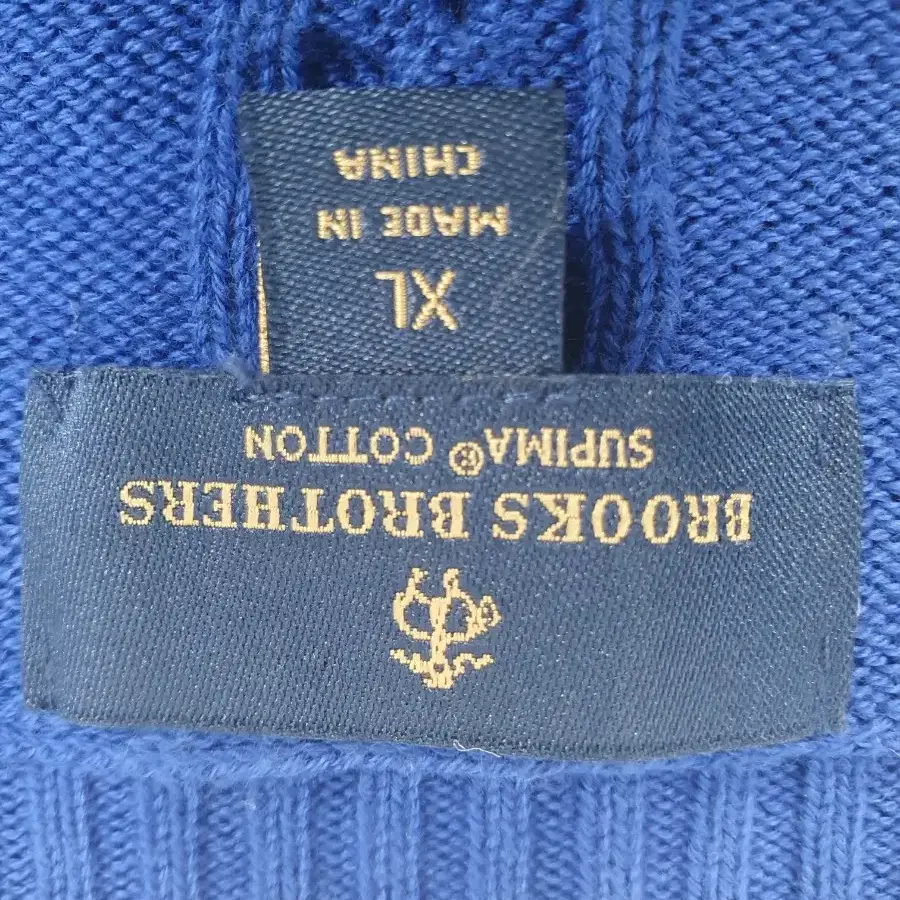 BROOKS BROTHERS
SUPIMA® COTTON
XL
MADE IN
CHINA